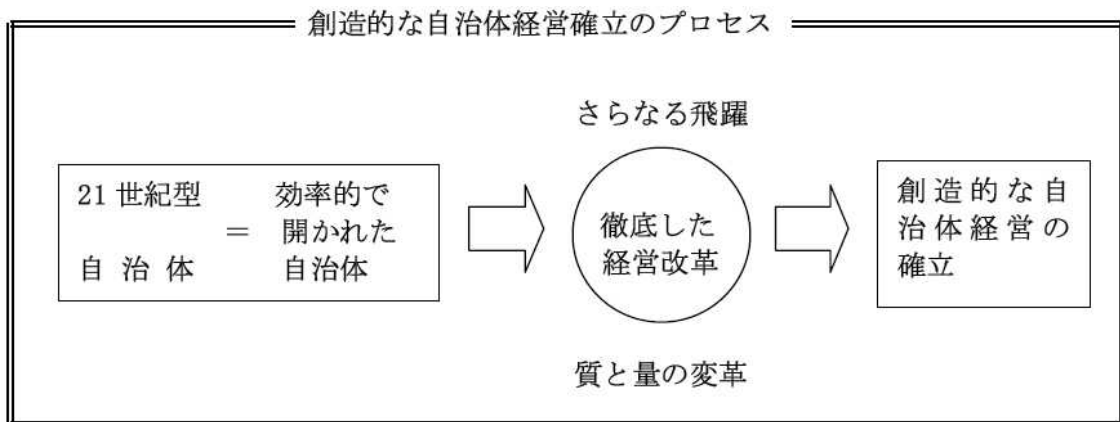 創造的な自治体経営確立のプロセス
21世紀型
自治体
=
効率的で
開かれた
自治体
さらなる飛躍
徹底した
経営改革
質と量の変革
創造的な自
治体経営の
確立